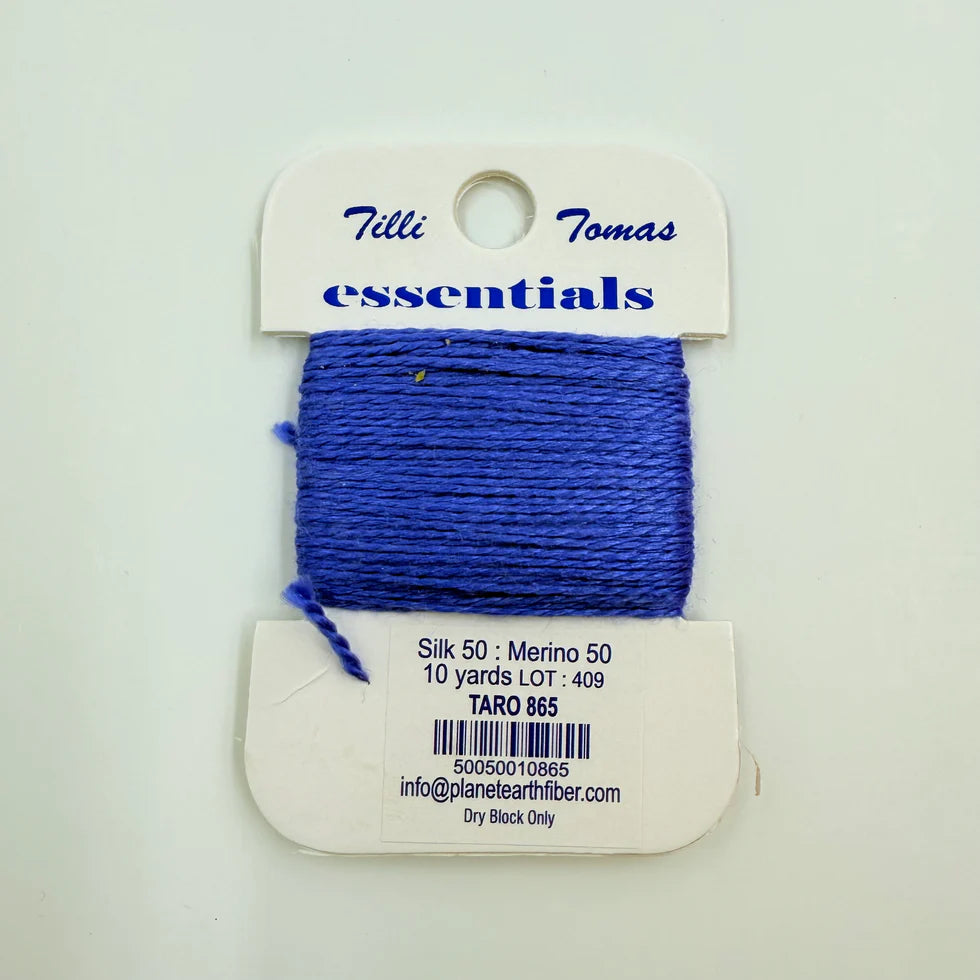 Tilli Tomas
essentials
Silk 50 : Merino 50
10 yards LOT : 409
TARO 865
50050010865
info@planetearthfiber.com
Dry Block Only